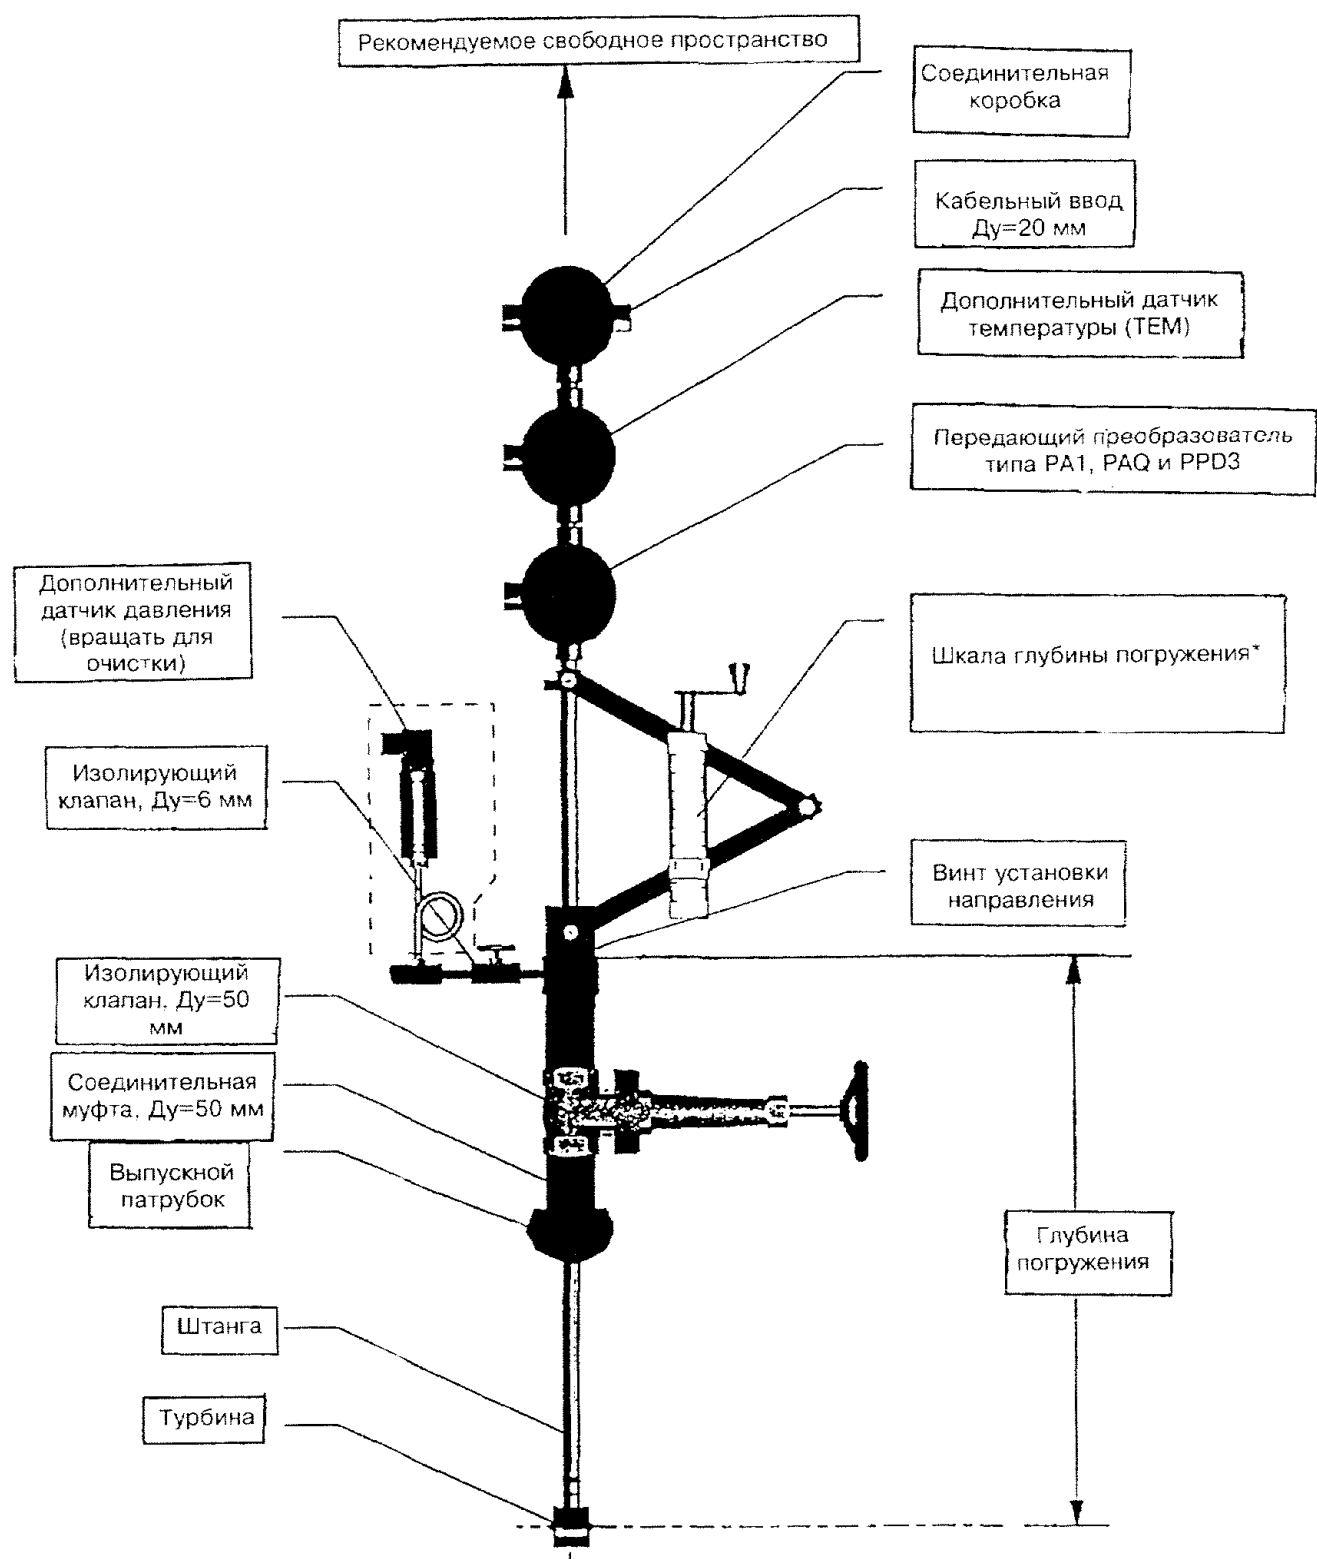 Рекомендуемое свободное пространство
Соединительная
коробка
Кабельный ввод
Ду=20 мм
Дополнительный датчик
температуры (ТЕМ)
Передающий преобразователь
типа PA1, PAQ и PPD3
Дополнительный
датчик давления
(вращать для
очистки)
Шкала глубины погружения*
Изолирующий
клапан, Ду=6 мм
Винт установки
направления
Изолирующий
клапан, Ду=50
мм
Соединительная
муфта, Ду=50 мм
Выпускной
патрубок
Глубина
погружения
Штанга
Турбина